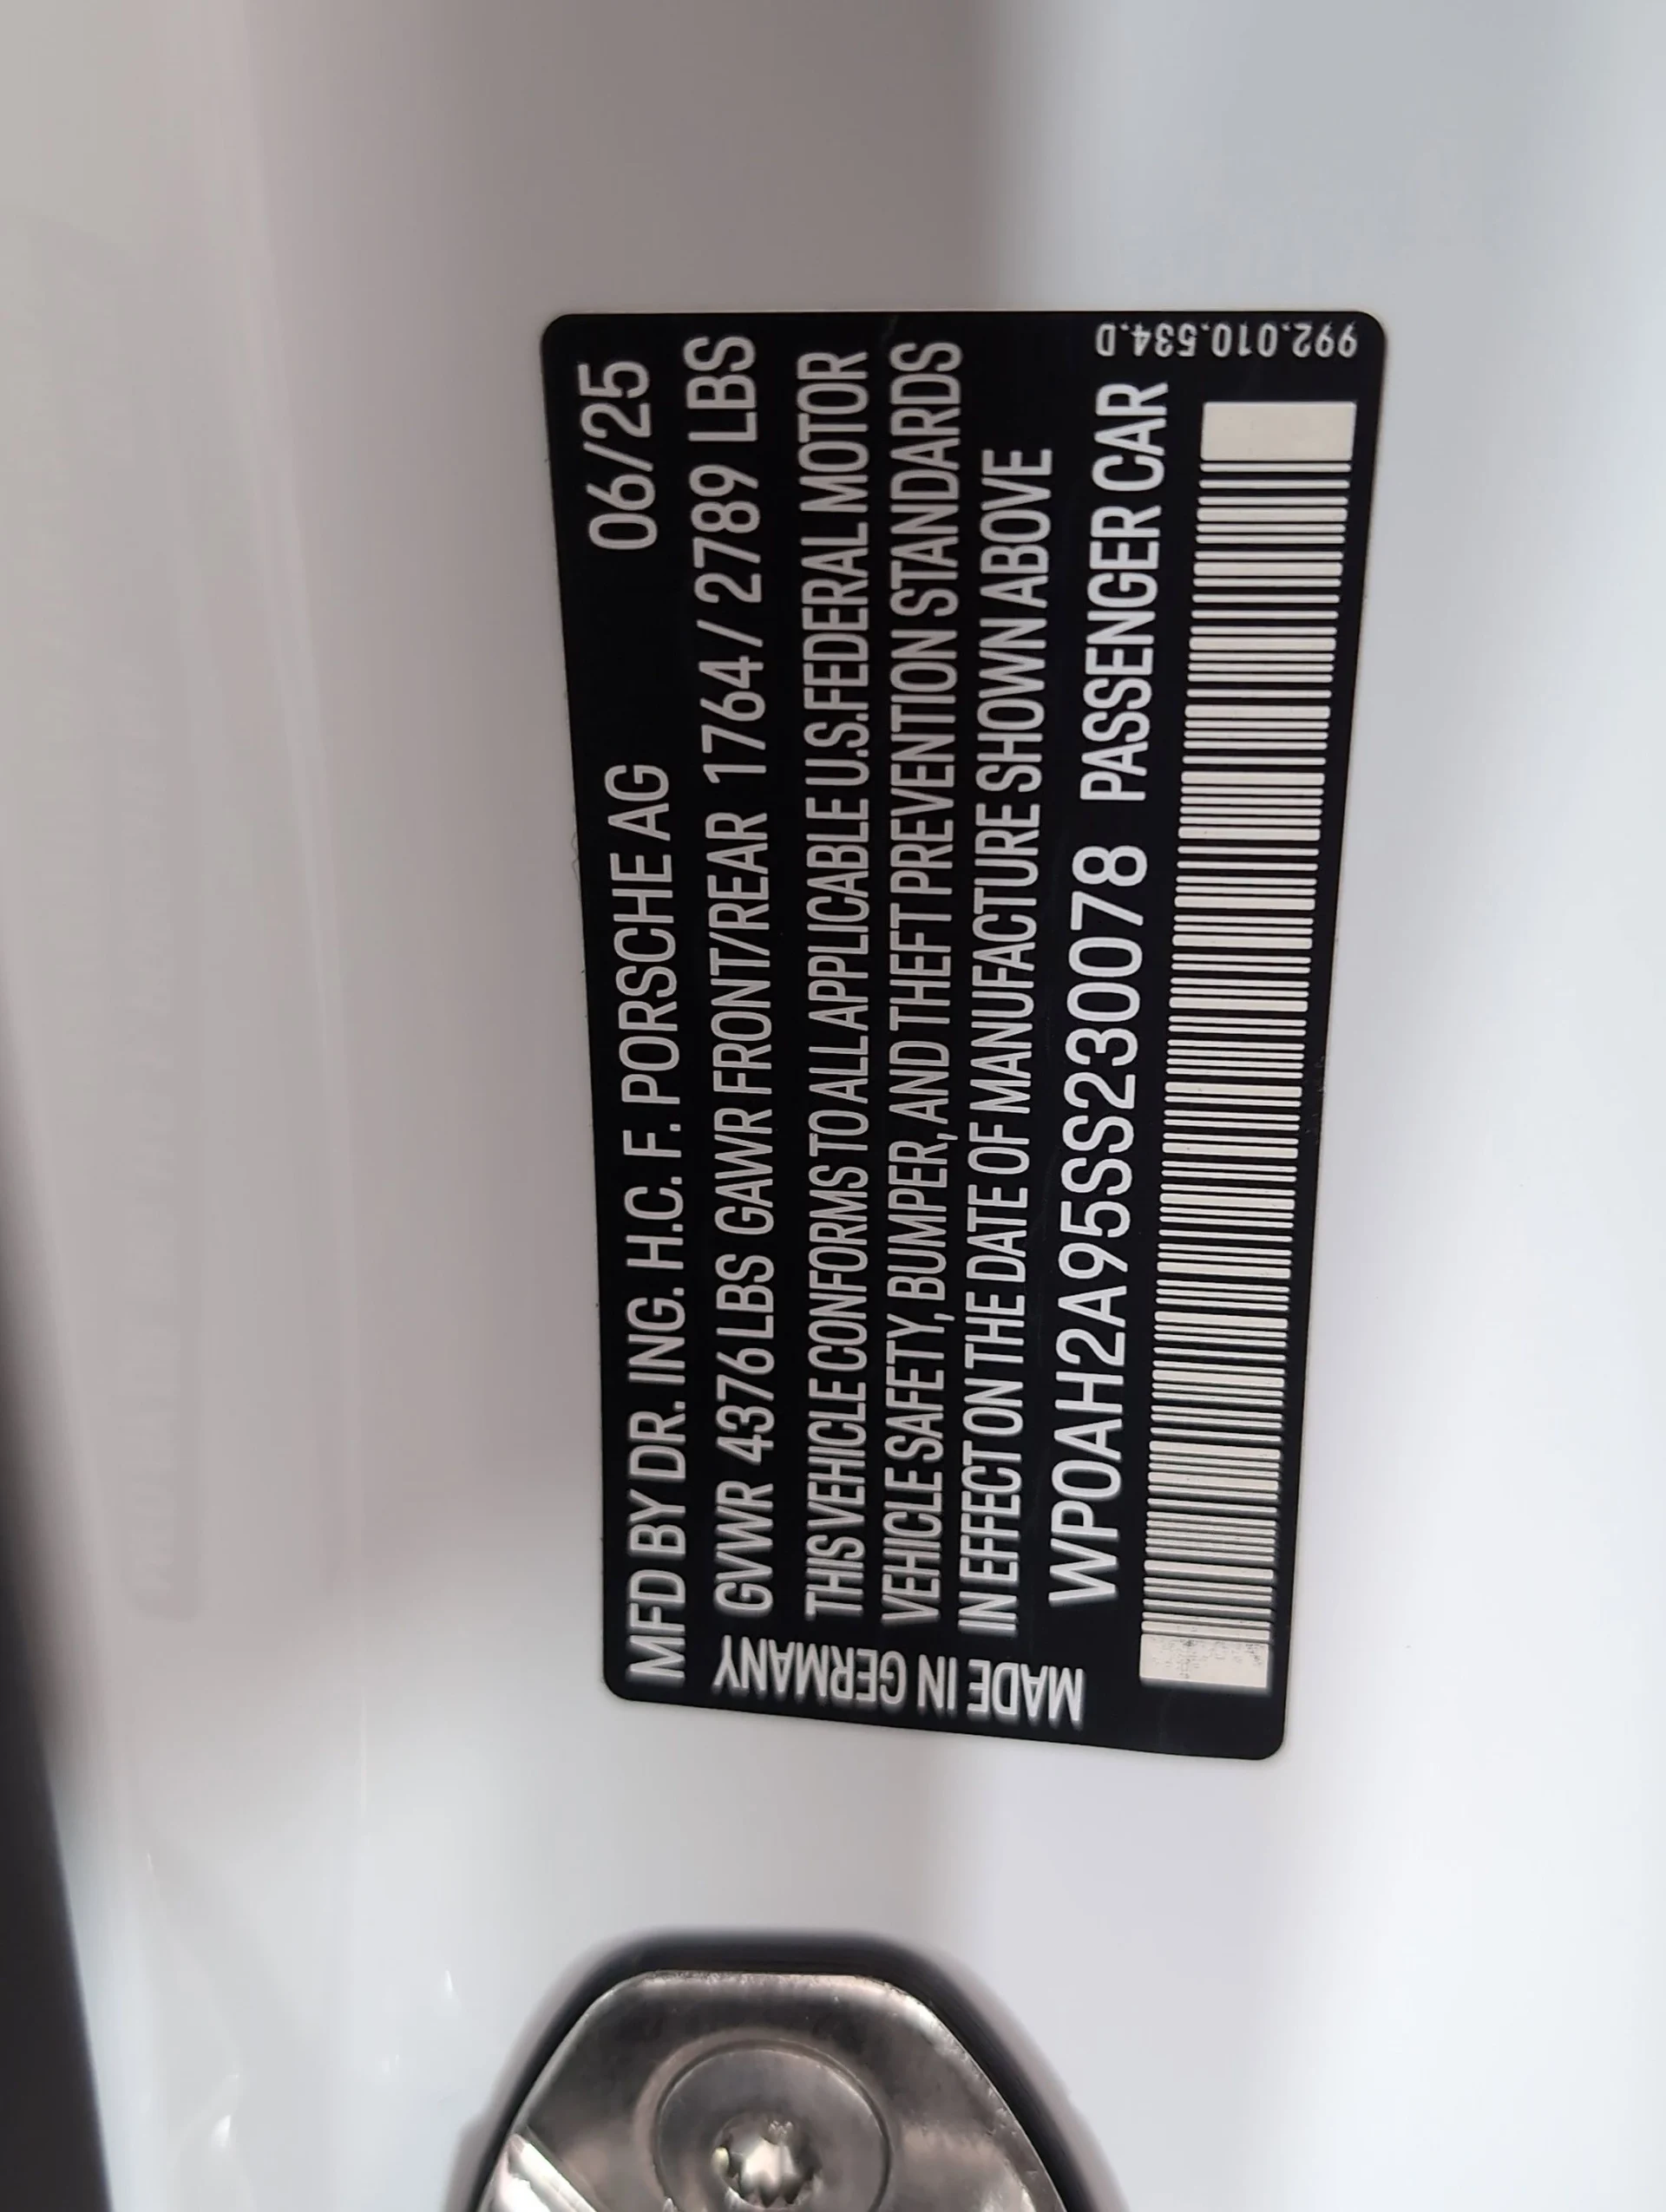 MFD BY DR. ING. H.C. F. PORSCHE AG 06/25
GVWR 4376 LBS GAWR FRONT/REAR 1764 / 2789 LBS
THIS VEHICLE CONFORMS TO ALL APPLICABLE U.S. FEDERAL MOTOR
VEHICLE SAFETY, BUMPER, AND THEFT PREVENTION STANDARDS
IN EFFECT ON THE DATE OF MANUFACTURE SHOWN ABOVE
WP0AH2A95SS230078 PASSENGER CAR
MADE IN GERMANY
992.010.534.D